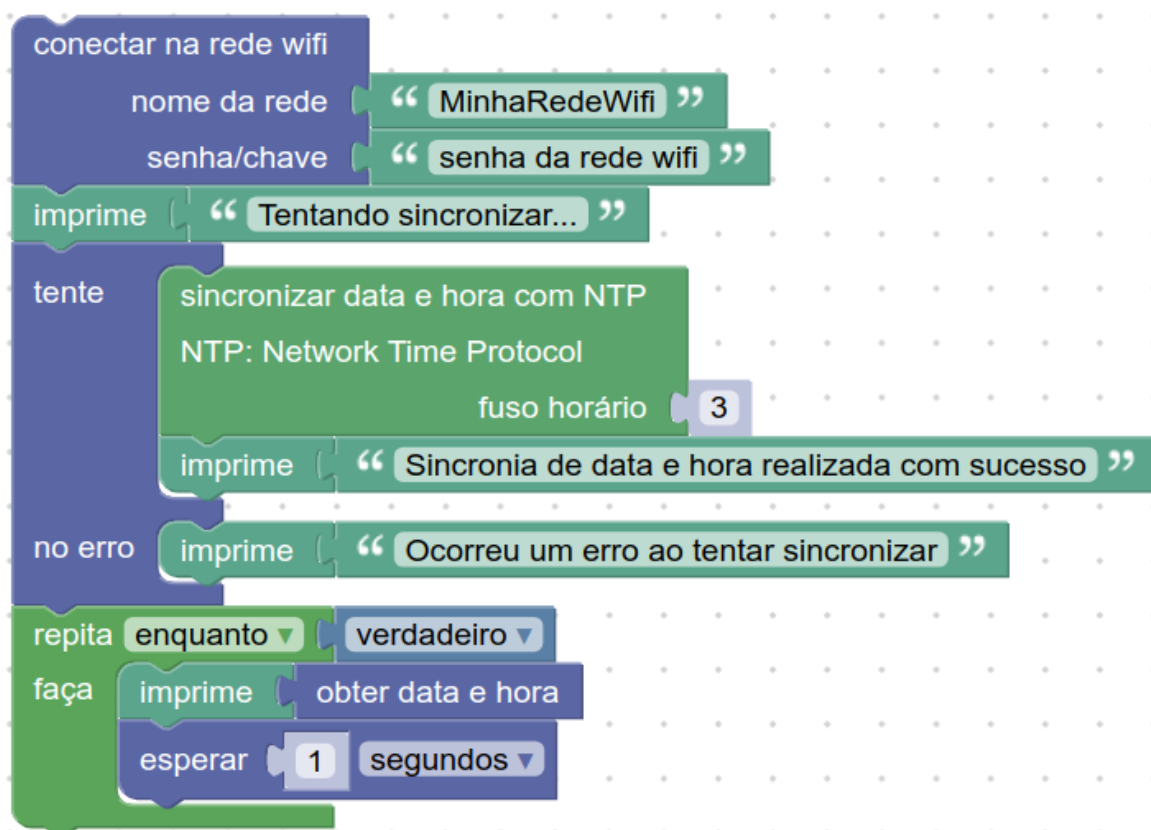 conectar na rede wifi
nome da rede “ MinhaRedeWifi ”
senha/chave “ senha da rede wifi ”
imprime “ Tentando sincronizar... ”
tente sincronizar data e hora com NTP
NTP: Network Time Protocol
fuso horário 3
imprime “ Sincronia de data e hora realizada com sucesso ”
no erro imprime “ Ocorreu um erro ao tentar sincronizar ”
repita enquanto ▾ verdadeiro ▾
faça imprime obter data e hora
esperar 1 segundos ▾